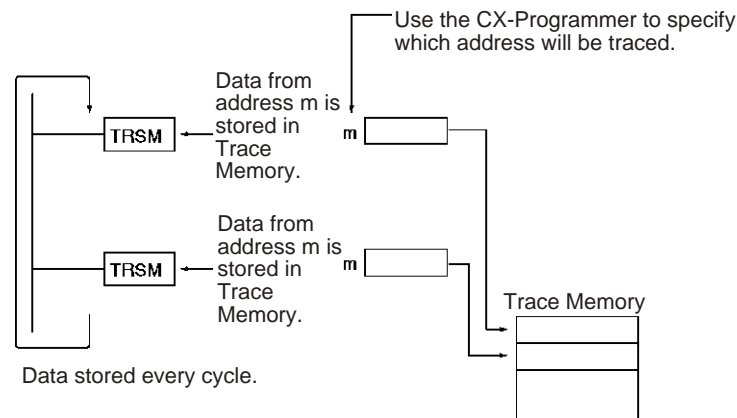 Use the CX-Programmer to specify
which address will be traced.
Data from
address m is
stored in
Trace
Memory.
TRSM
m
Data from
address m is
stored in
Trace
Memory.
TRSM
m
Trace Memory
Data stored every cycle.